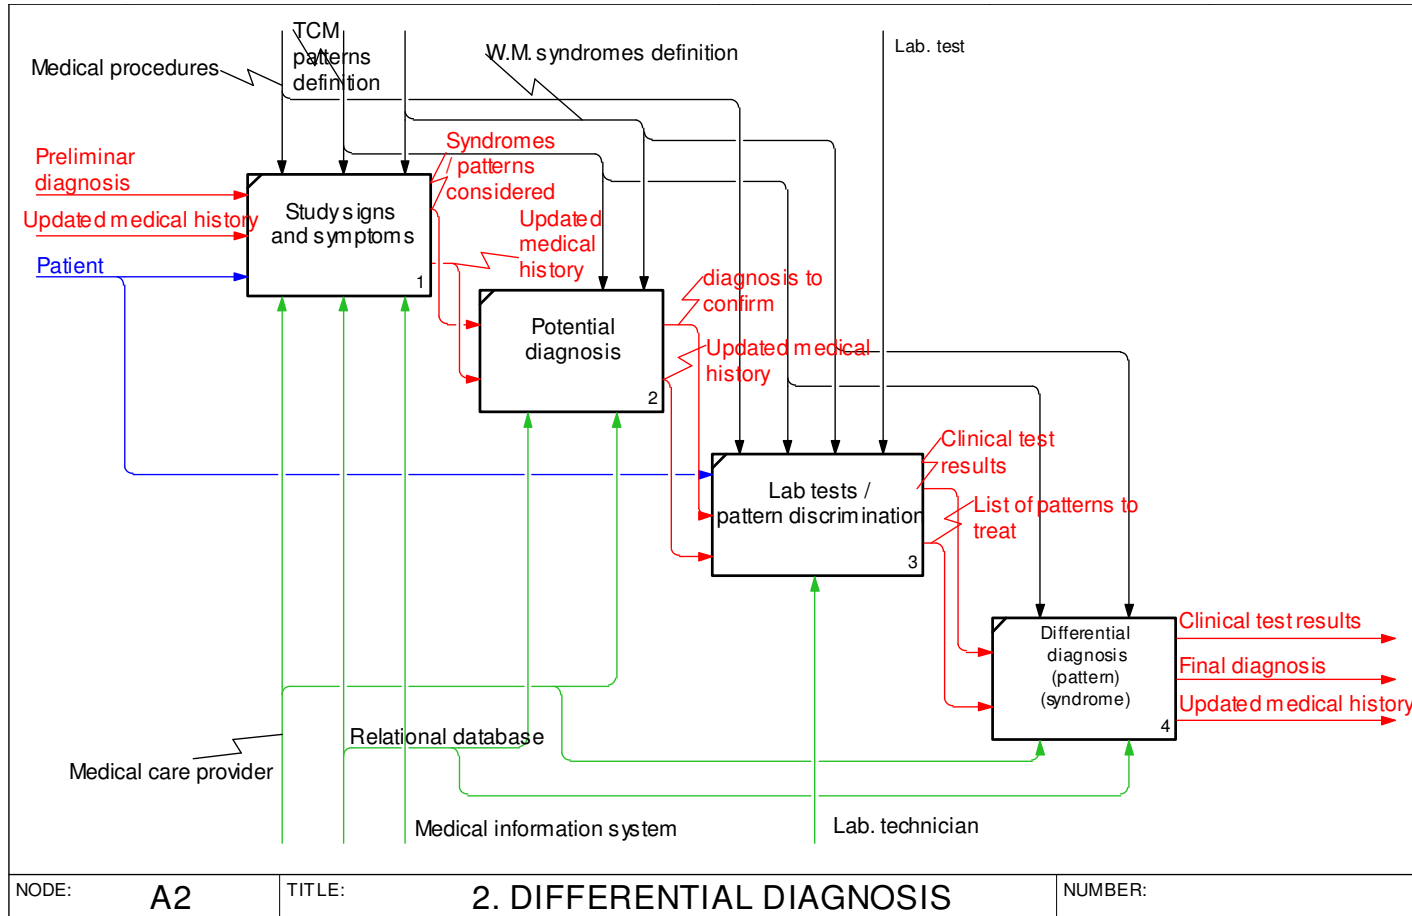 TCM
patterns
definition
Medical procedures
W.M. syndromes definition
Lab. test
Preliminar
diagnosis
Updated medical history
Patient
Study signs
and symptoms
1
Syndromes
/ patterns
considered
Updated
medical
history
Potential
diagnosis
2
diagnosis to
confirm
Updated medical
history
Lab tests /
pattern discrimination
3
Clinical test
results
List of patterns to
treat
Differential
diagnosis
(pattern)
(syndrome)
4
Clinical test results
Final diagnosis
Updated medical history
Relational database
Medical care provider
Medical information system
Lab. technician
NODE:
A2
TITLE:
2. DIFFERENTIAL DIAGNOSIS
NUMBER: